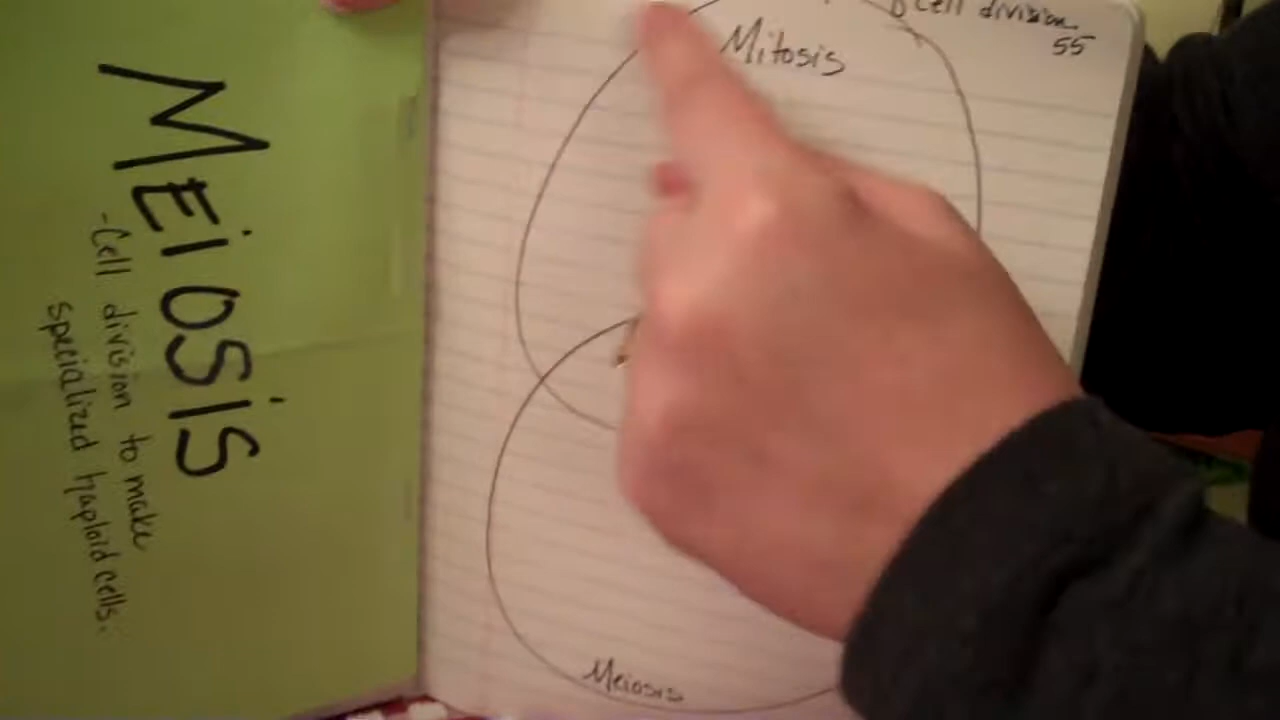 MEiOSiS
-Cell division to make
specialized haploid cells.
Cell division
55
Mitosis
Meiosis